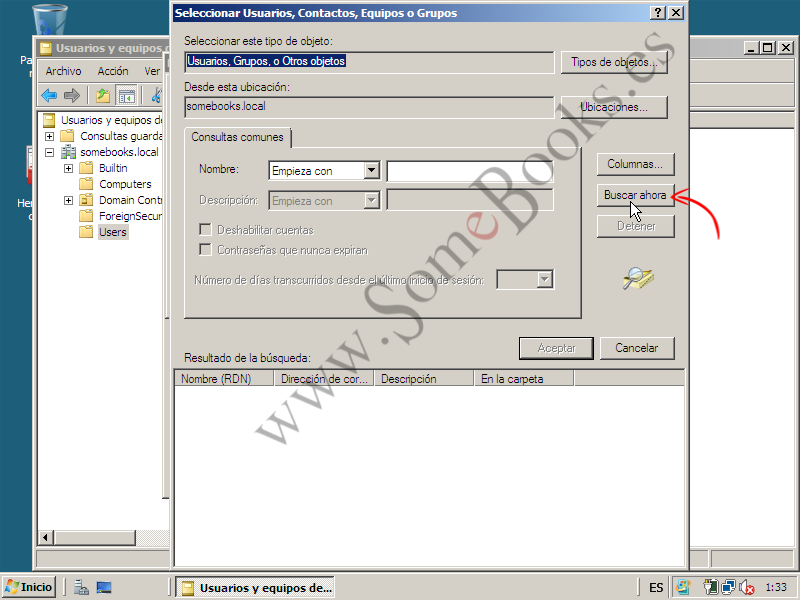 Seleccionar Usuarios, Contactos, Equipos o Grupos
Seleccionar este tipo de objeto:
Usuarios, Grupos, o Otros objetos
Tipos de objetos...
Desde esta ubicación:
somebooks.local
Ubicaciones...
Consultas comunes
Nombre:
Empieza con
Columnas...
Descripción:
Empieza con
Buscar ahora
Deshabilitar cuentas
Detener
Contraseñas que nunca expiran
Número de días transcurridos desde el último inicio de sesión:
Aceptar
Cancelar
Resultado de la búsqueda:
Nombre (RDN)
Dirección de cor...
Descripción
En la carpeta
Usuarios y equipos
Archivo
Acción
Ver
Usuarios y equipos de
Consultas guarda
somebooks.local
Builtin
Computers
Domain Contr
ForeignSecur
Users
www.SomeBooks.es
Inicio
Usuarios y equipos de...
ES
1:33